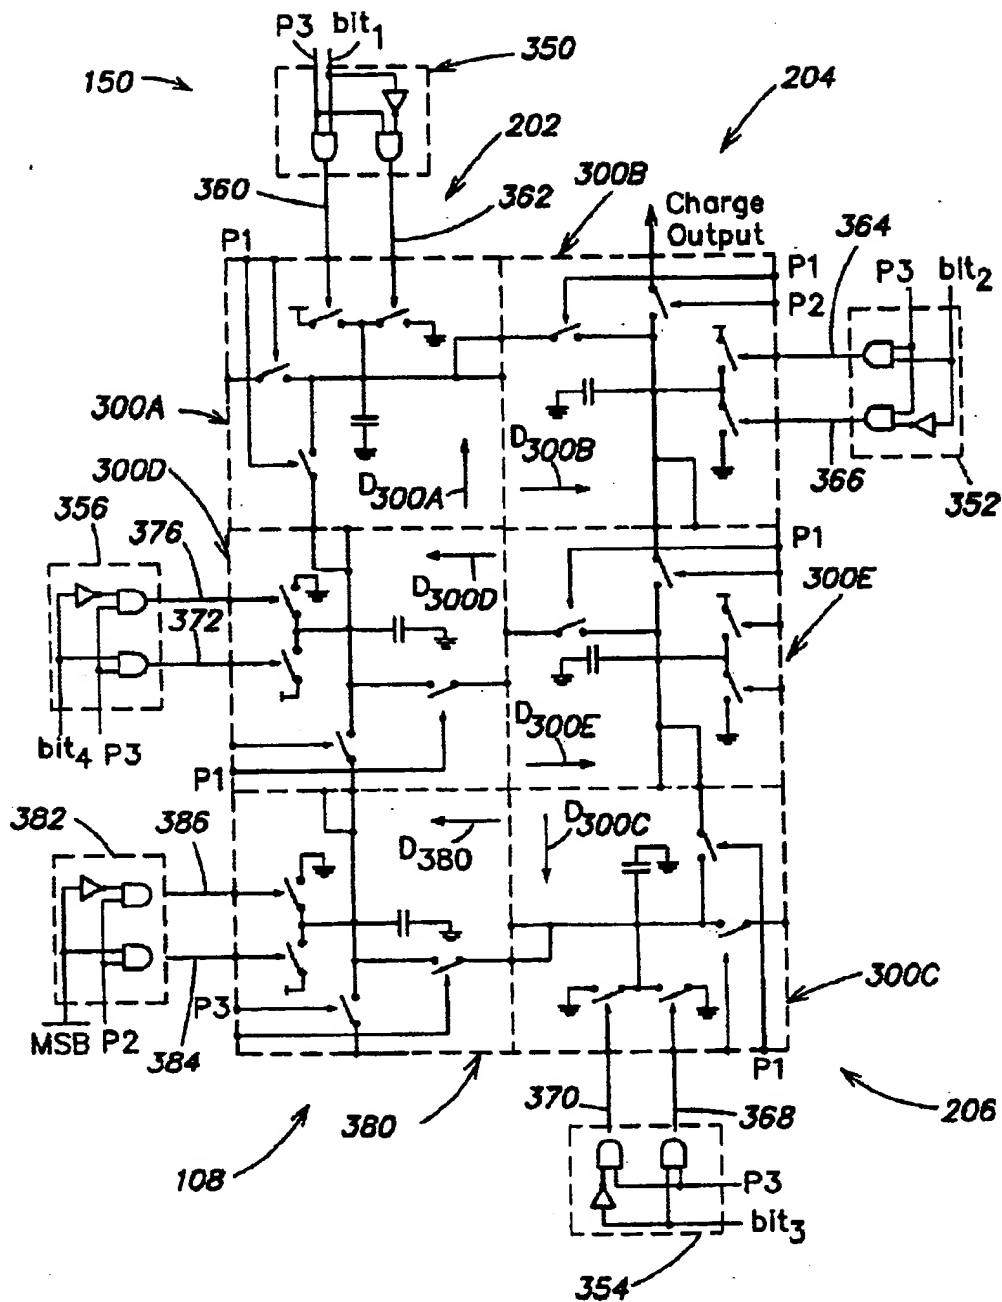 P3 bit1
350
150
204
202
300B
360
362
Charge
Output
364
P1
P1
P3 bit2
P2
300A
D300B
D300A
300D
366
352
356
376
P1
D300D
300E
372
D300E
bit4 P3
P1
382
386
D300C
D380
P3
300C
MSB P2
384
P1
370
368
380
206
108
P3
bit3
354